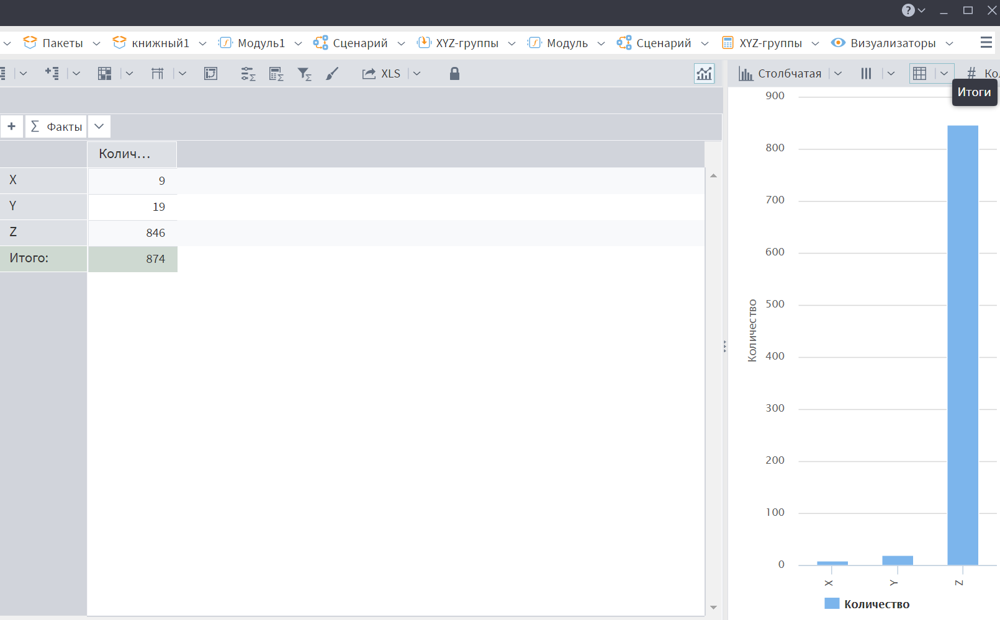 ?
Пакеты книжный1 Модуль1 Сценарий XYZ-группы Модуль Сценарий XYZ-группы Визуализаторы
XLS Столбчатая # Кол
Итоги
+ Σ Факты
Колич...
X 9
Y 19
Z 846
Итого: 874
900
800
700
600
500
400
300
200
100
0
Количество
X Y Z
Количество